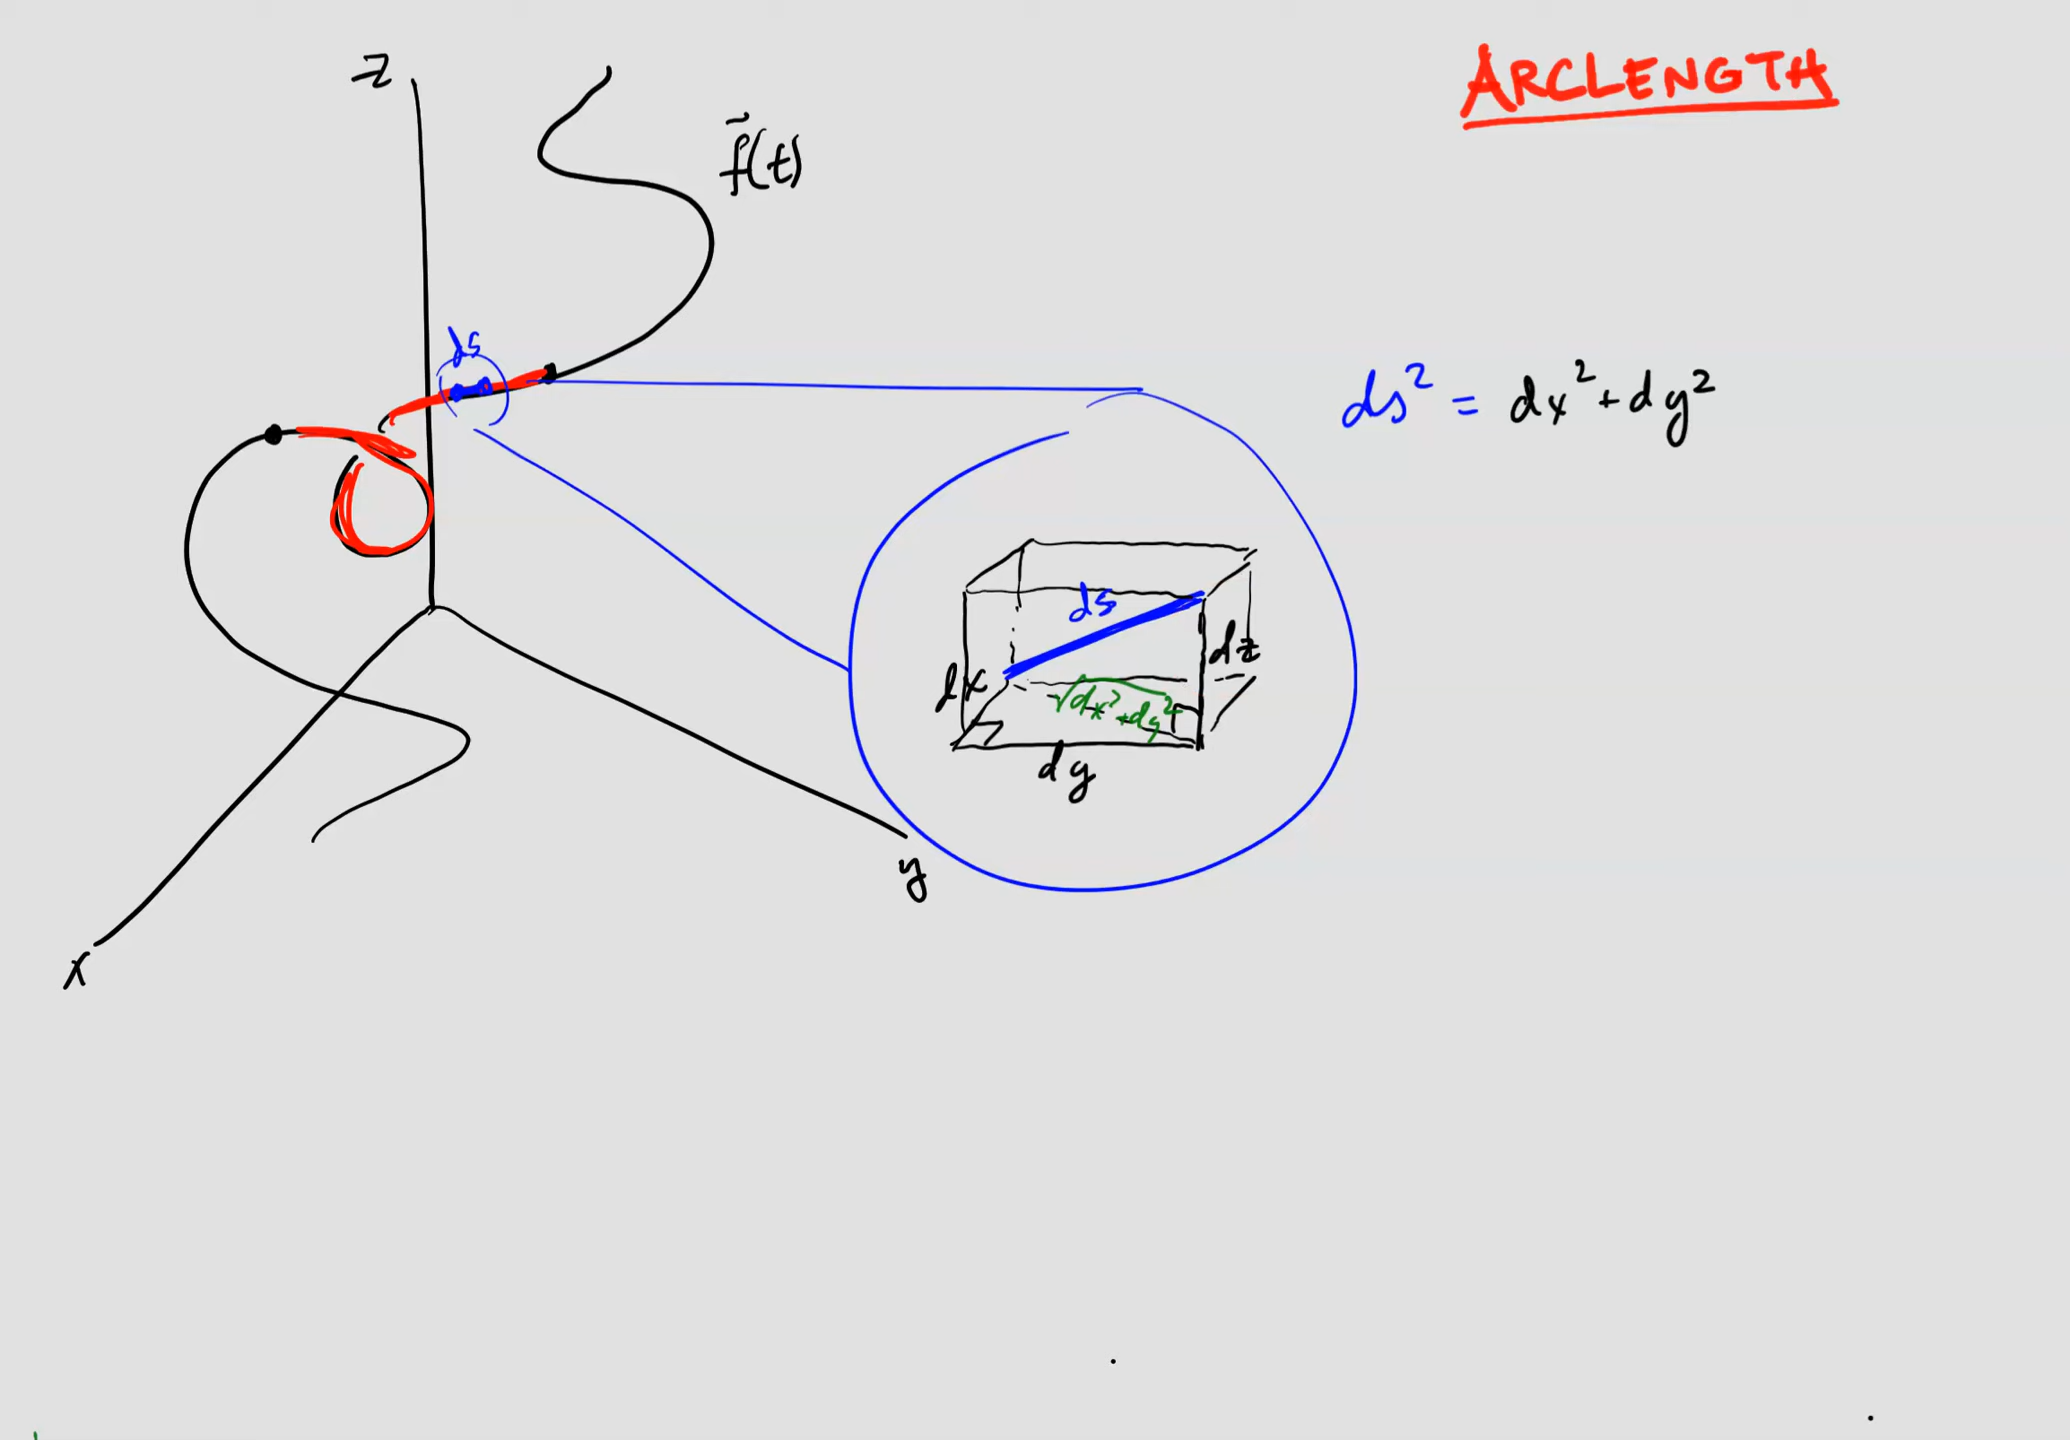 ARCLENGTH
z
f⃗(t)
ds
ds² = dx² + dy²
ds
dz
dx
√dx²+dy²
dy
y
x